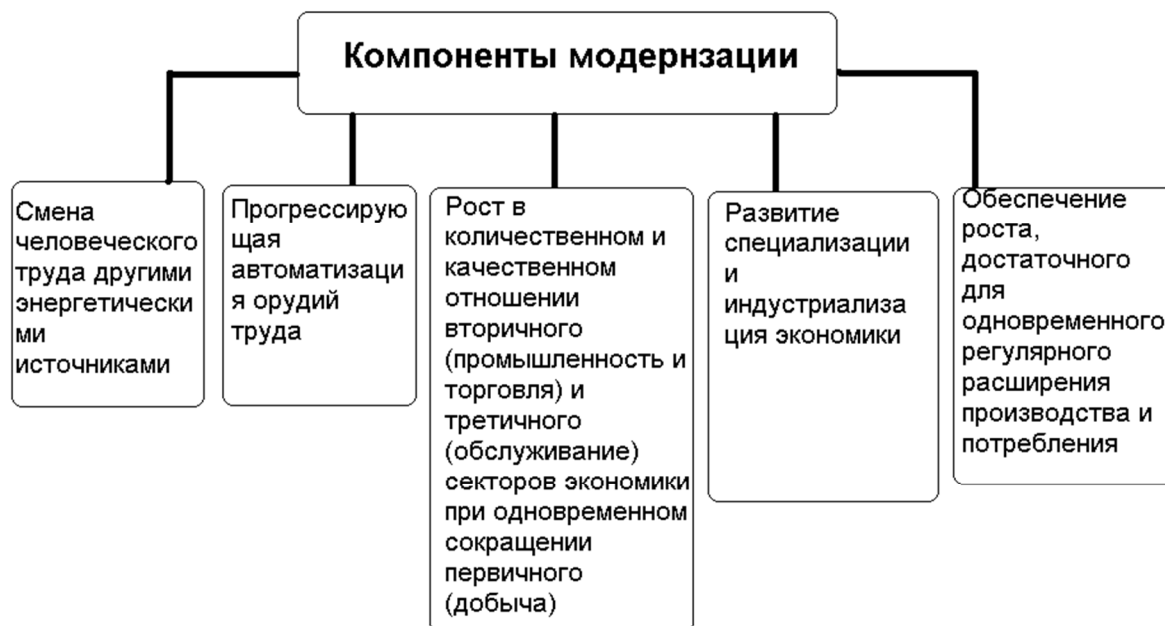 Компоненты модернзации
Смена
человеческого
труда другими
энергетически
ми
источниками
Прогрессирую
щая
автоматизаци
я орудий
труда
Рост в
количественном и
качественном
отношении
вторичного
(промышленность и
торговля) и
третичного
(обслуживание)
секторов экономики
при одновременном
сокращении
первичного
(добыча)
Развитие
специализации
и
индустриализа
ция экономики
Обеспечение
роста,
достаточного
для
одновременного
регулярного
расширения
производства и
потребления